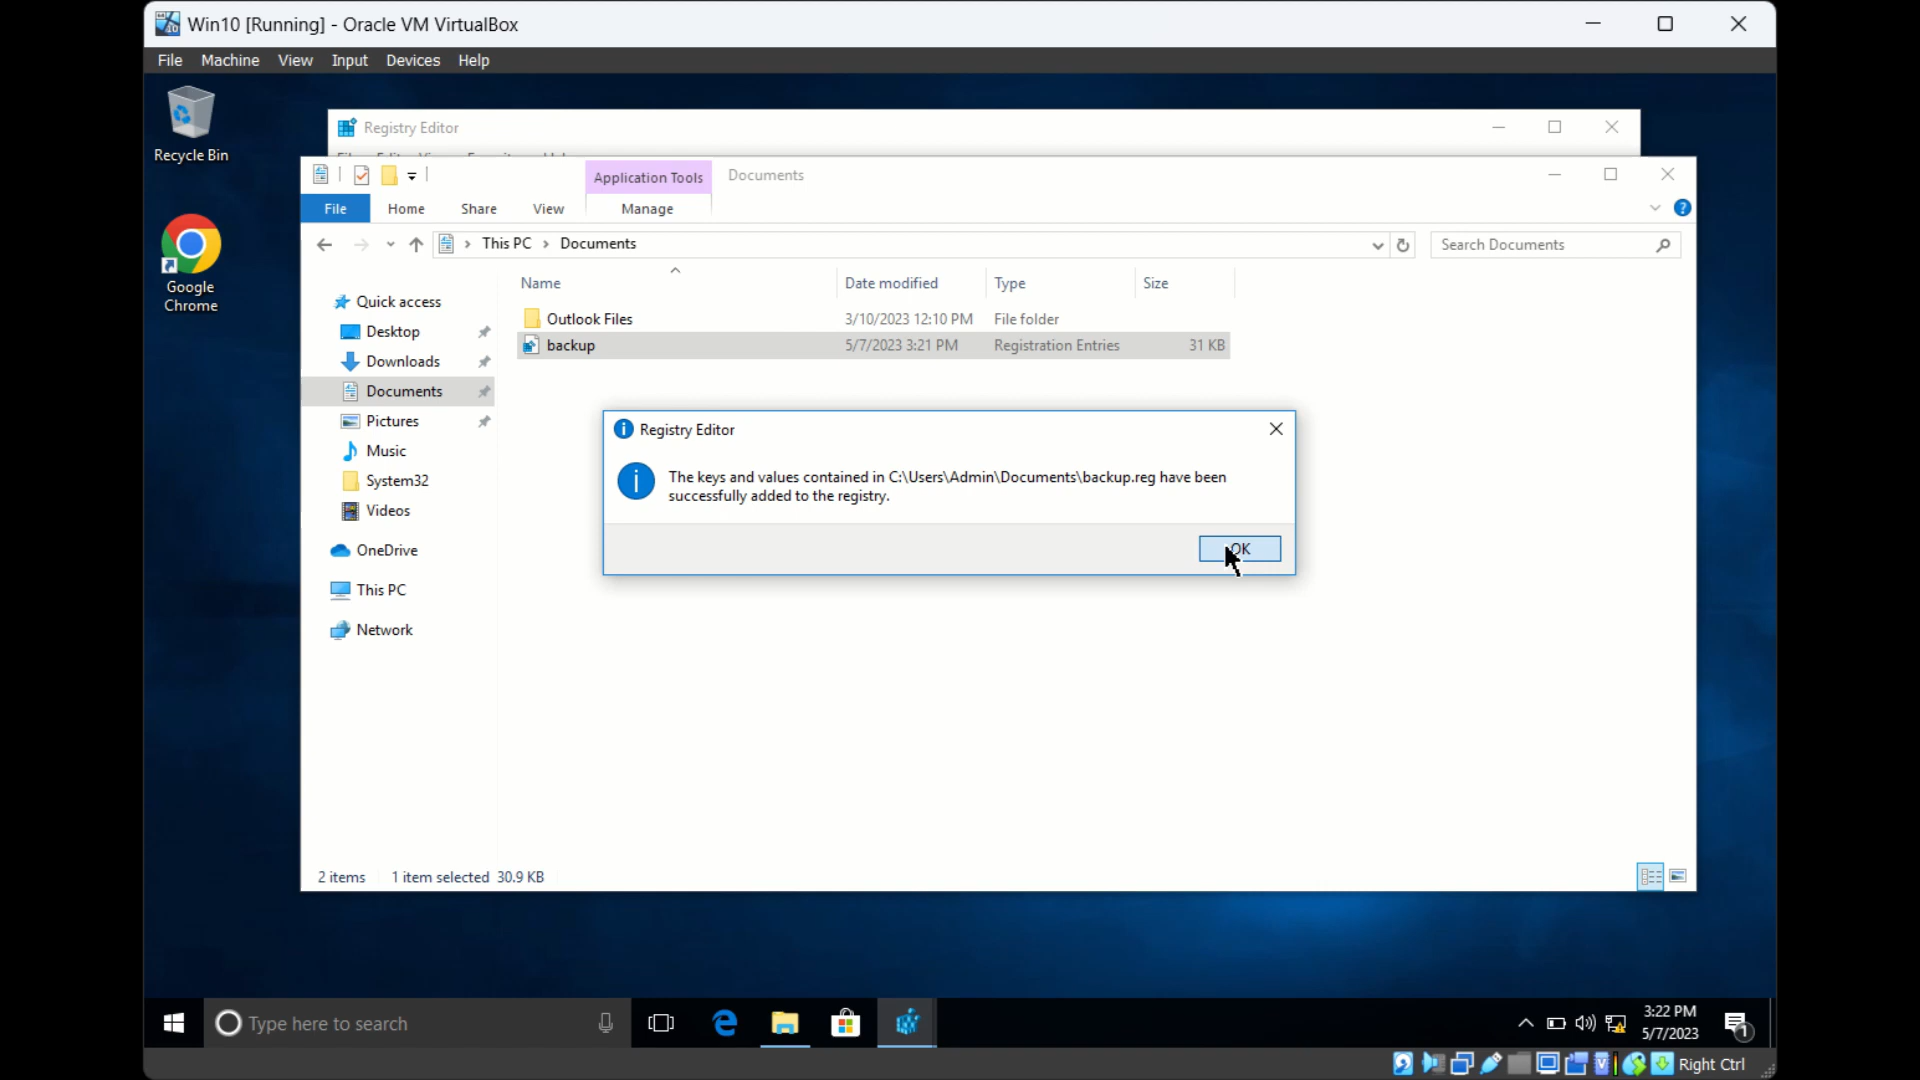 Win10 [Running] - Oracle VM VirtualBox
File Machine View Input Devices Help
Recycle Bin
Registry Editor
Application Tools
Documents
File Home Share View Manage
This PC Documents
Search Documents
Name Date modified Type Size
Google
Chrome
Quick access
Outlook Files 3/10/2023 12:10 PM File folder
Desktop
backup 5/7/2023 3:21 PM Registration Entries 31 KB
Downloads
Documents
Pictures
Music
System32
Videos
OneDrive
This PC
Network
Registry Editor
The keys and values contained in C:\Users\Admin\Documents\backup.reg have been
successfully added to the registry.
OK
2 items 1 item selected 30.9 KB
Type here to search
3:22 PM
5/7/2023
1
Right Ctrl